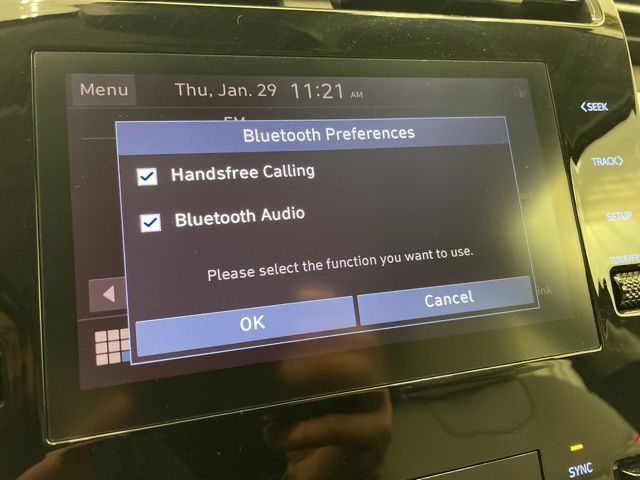 Menu Thu, Jan. 29 11:21 AM
Bluetooth Preferences
Handsfree Calling
Bluetooth Audio
Please select the function you want to use.
OK Cancel
<SEEK
TRACK>
SETUP
SYNC